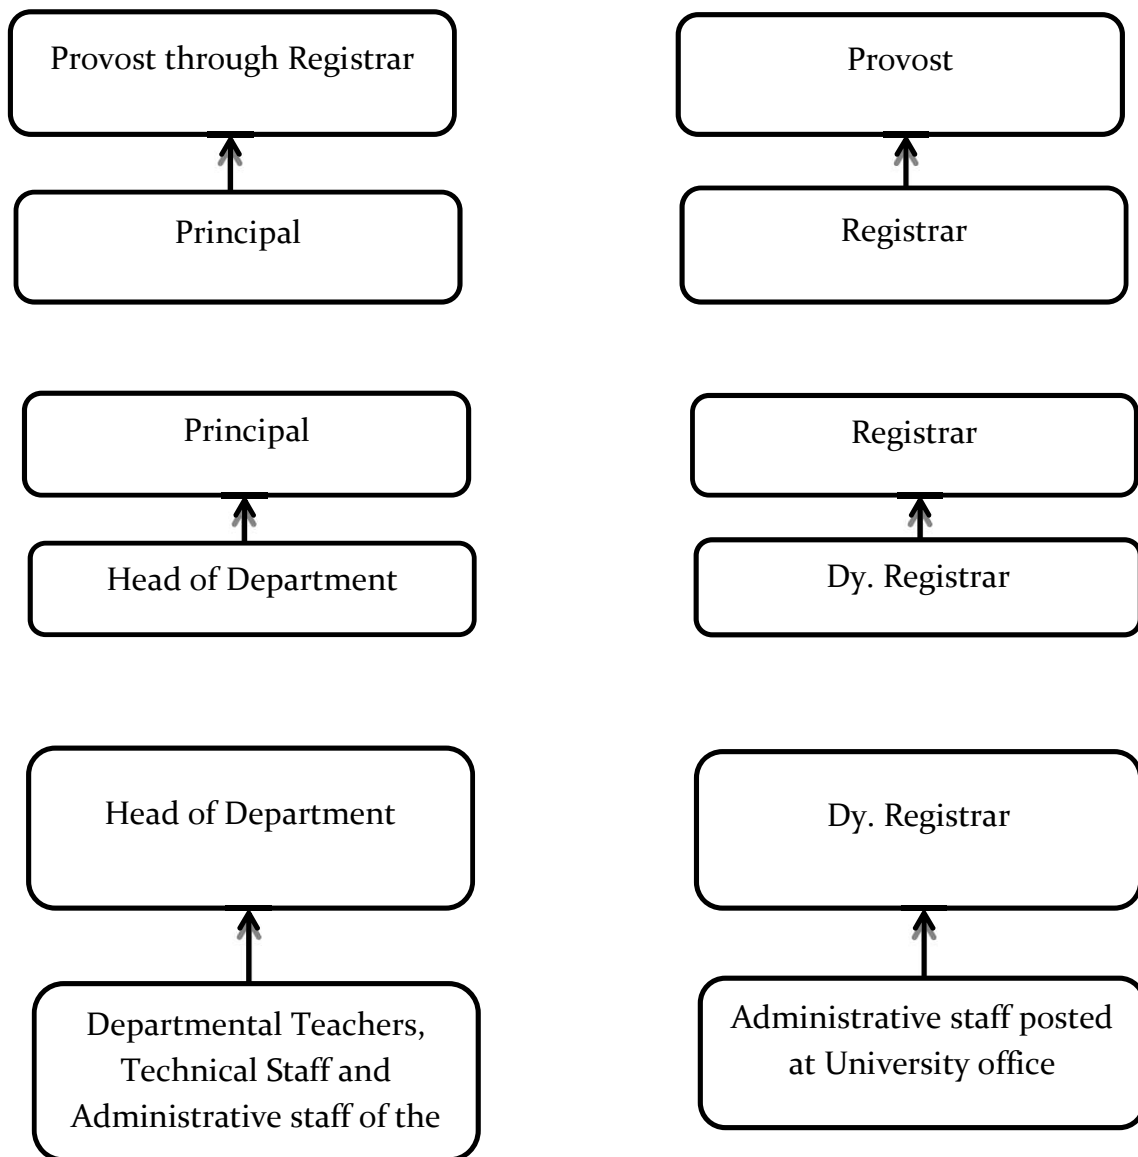 Provost through Registrar
Provost
Principal
Registrar
Principal
Registrar
Head of Department
Dy. Registrar
Head of Department
Dy. Registrar
Departmental Teachers,
Technical Staff and
Administrative staff of the
Administrative staff posted
at University office